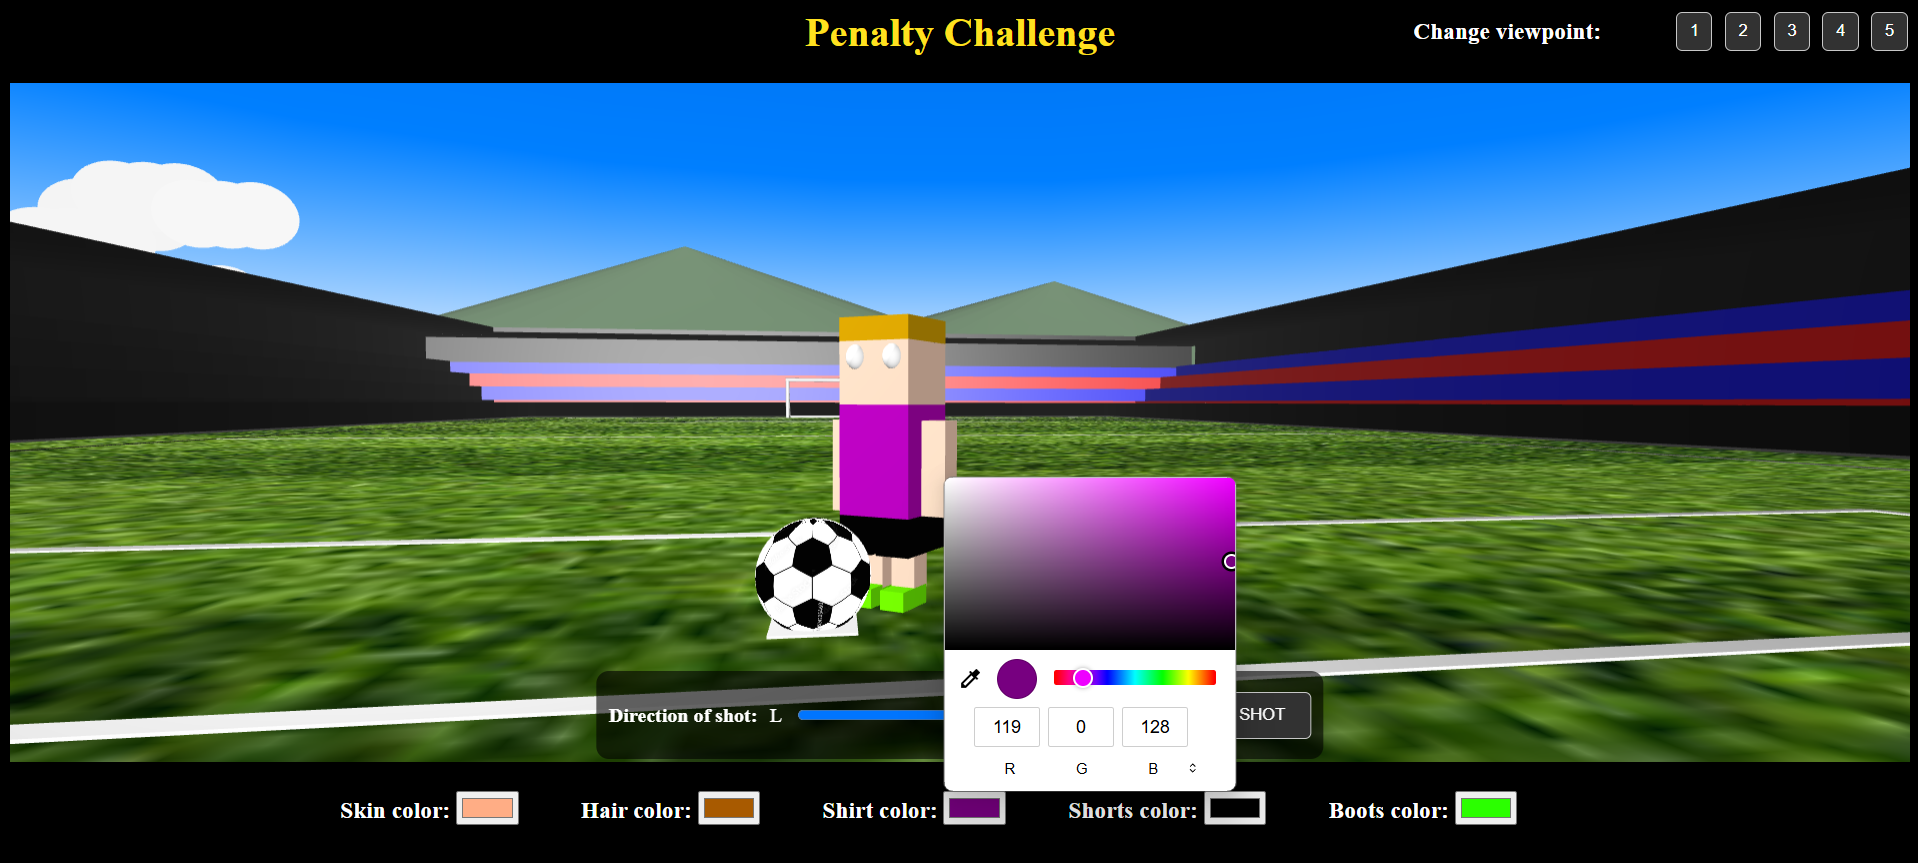 Penalty Challenge
Change viewpoint: 1 2 3 4 5
Direction of shot: L SHOT
119 0 128
R G B
Skin color: Hair color: Shirt color: Shorts color: Boots color: